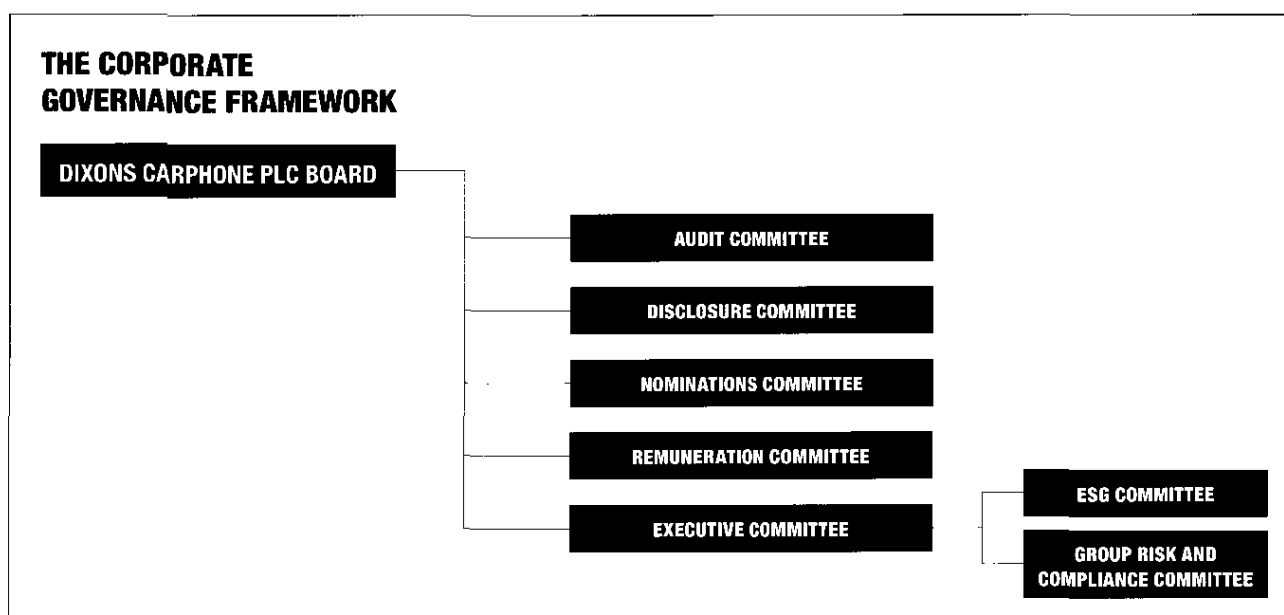 THE CORPORATE
GOVERNANCE FRAMEWORK
DIXONS CARPHONE PLC BOARD
AUDIT COMMITTEE
DISCLOSURE COMMITTEE
NOMINATIONS COMMITTEE
REMUNERATION COMMITTEE
EXECUTIVE COMMITTEE
ESG COMMITTEE
GROUP RISK AND
COMPLIANCE COMMITTEE